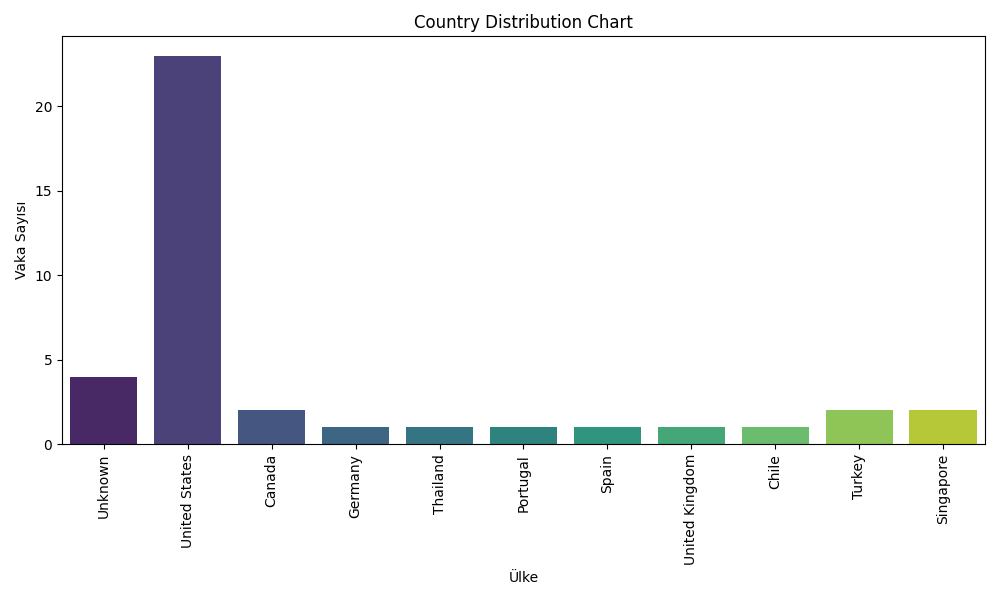 Country Distribution Chart
Vaka Sayısı
20
15
10
5
0
Unknown
United States
Canada
Germany
Thailand
Portugal
Spain
United Kingdom
Chile
Turkey
Singapore
Ülke